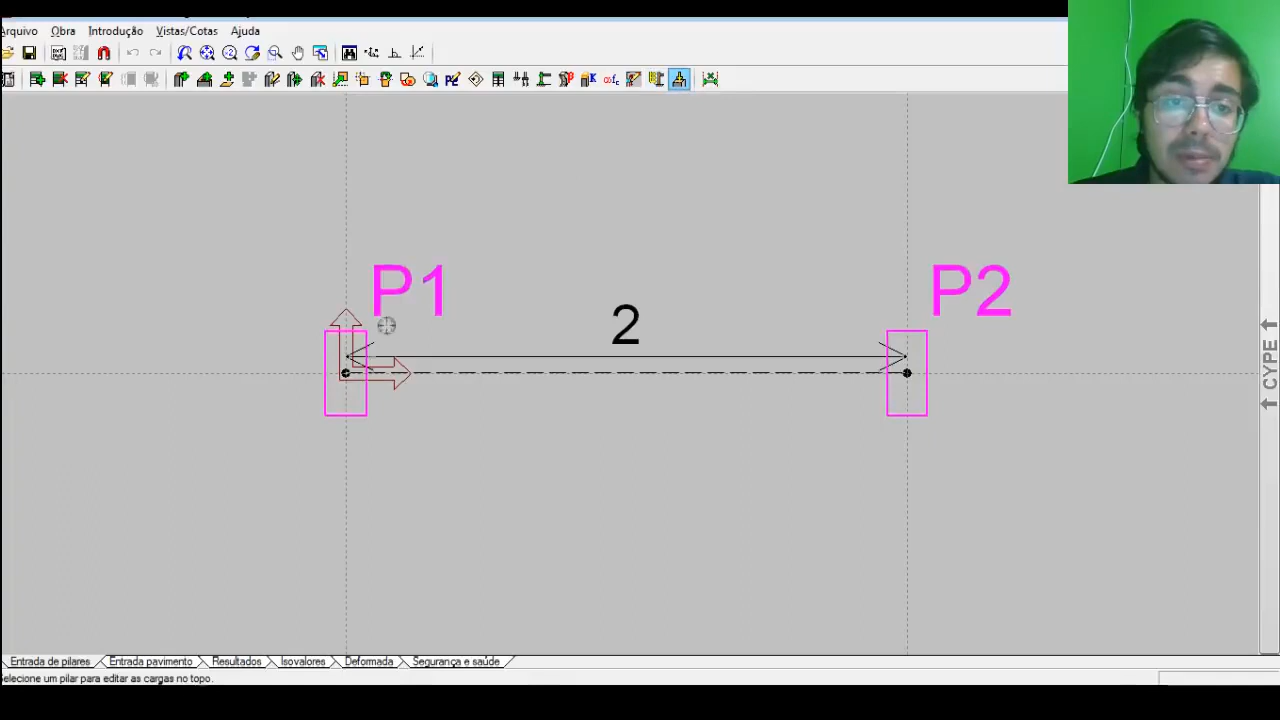 Arquivo Obra Introdução Vistas/Cotas Ajuda
P1
P2
2
CYPE
Entrada de pilares Entrada pavimento Resultados Isovalores Deformada Segurança e saúde
Selecione um pilar para editar as cargas no topo.